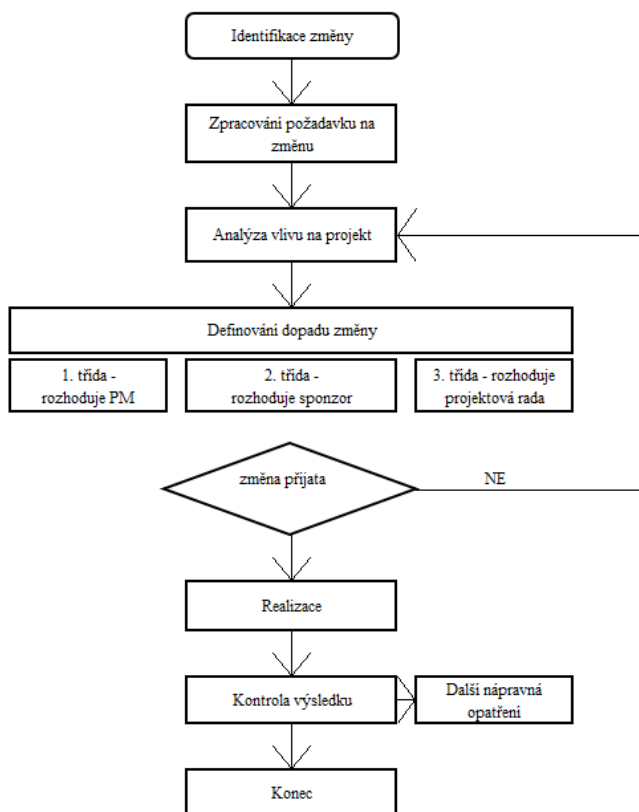 Identifikace změny
Zpracování požadavku na
změnu
Analýza vlivu na projekt
Definování dopadu změny
1. třída -
rozhoduje PM
2. třída -
rozhoduje sponzor
3. třída - rozhoduje
projektová rada
změna přijata
NE
Realizace
Kontrola výsledku
Další nápravná
opatření
Konec